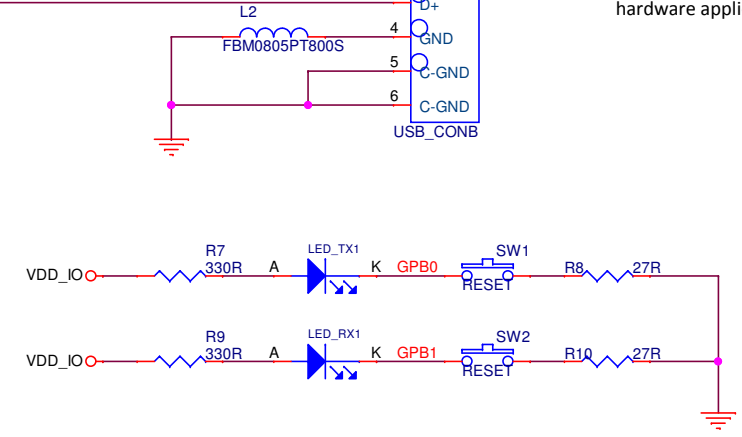 D+
hardware appli
L2
FBM0805PT800S
4
GND
5
C-GND
6
C-GND
USB_CONB
R7
LED_TX1
SW1
VDD_IO
330R
A
K
GPB0
RESET
R8
27R
R9
LED_RX1
SW2
VDD_IO
330R
A
K
GPB1
RESET
R10
27R